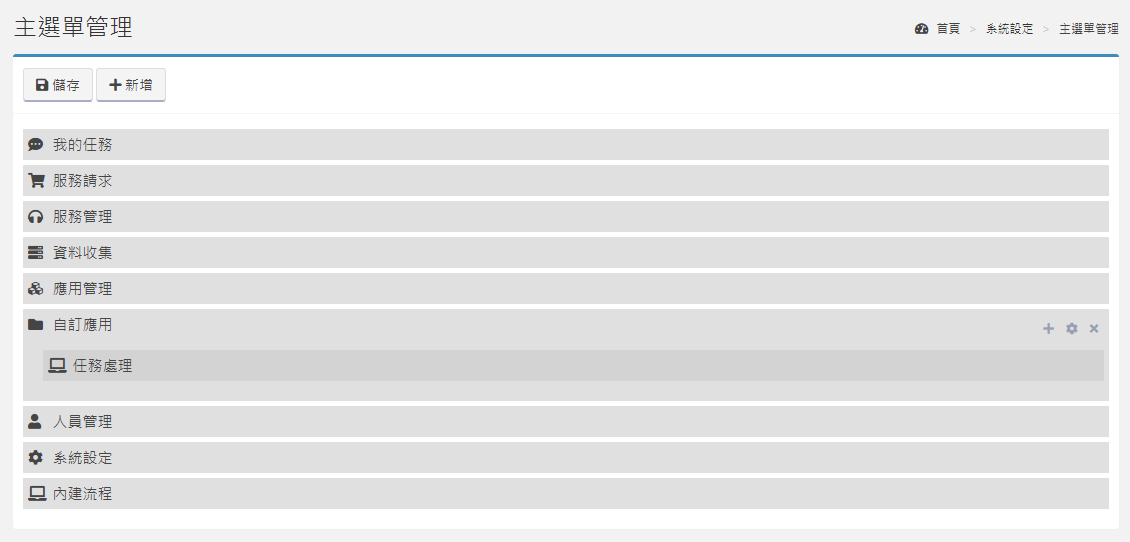 主選單管理
首頁 > 系統設定 > 主選單管理
儲存 新增
我的任務
服務請求
服務管理
資料收集
應用管理
自訂應用
任務處理
人員管理
系統設定
內建流程